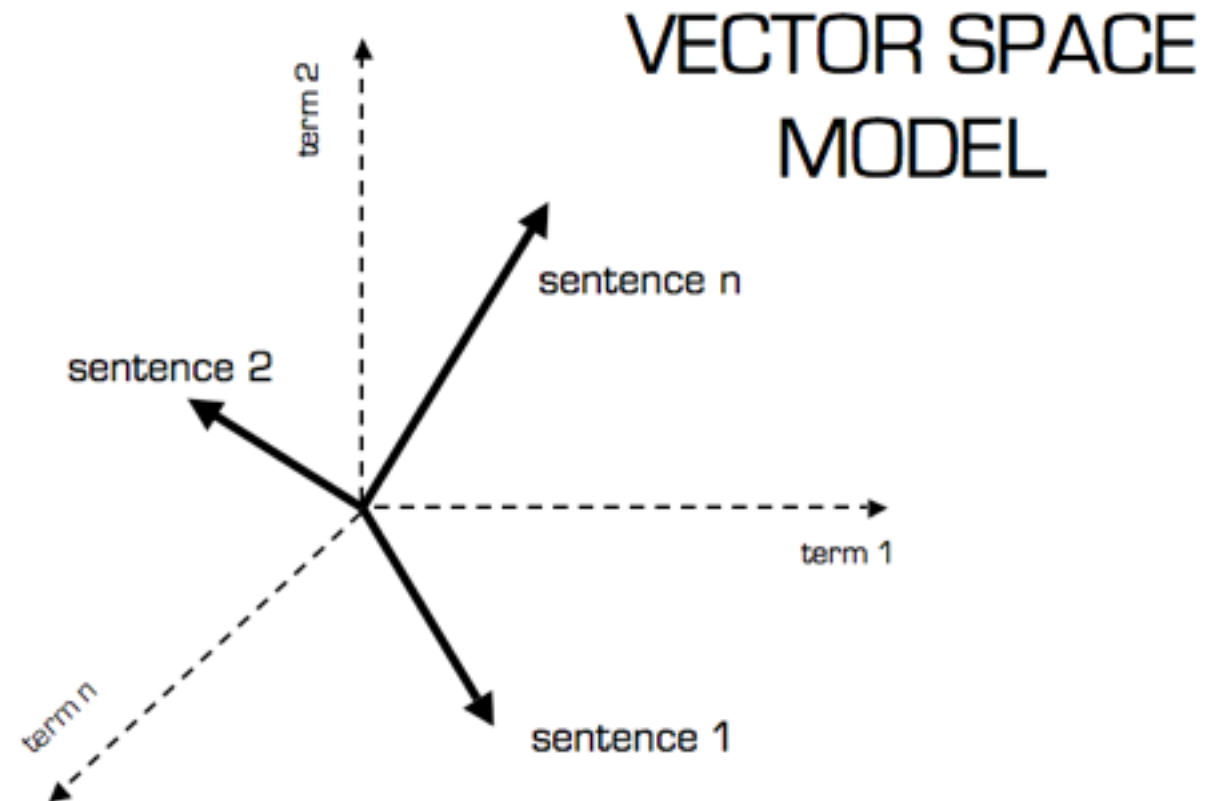 VECTOR SPACE
MODEL
term 2
sentence n
sentence 2
term 1
term n
sentence 1